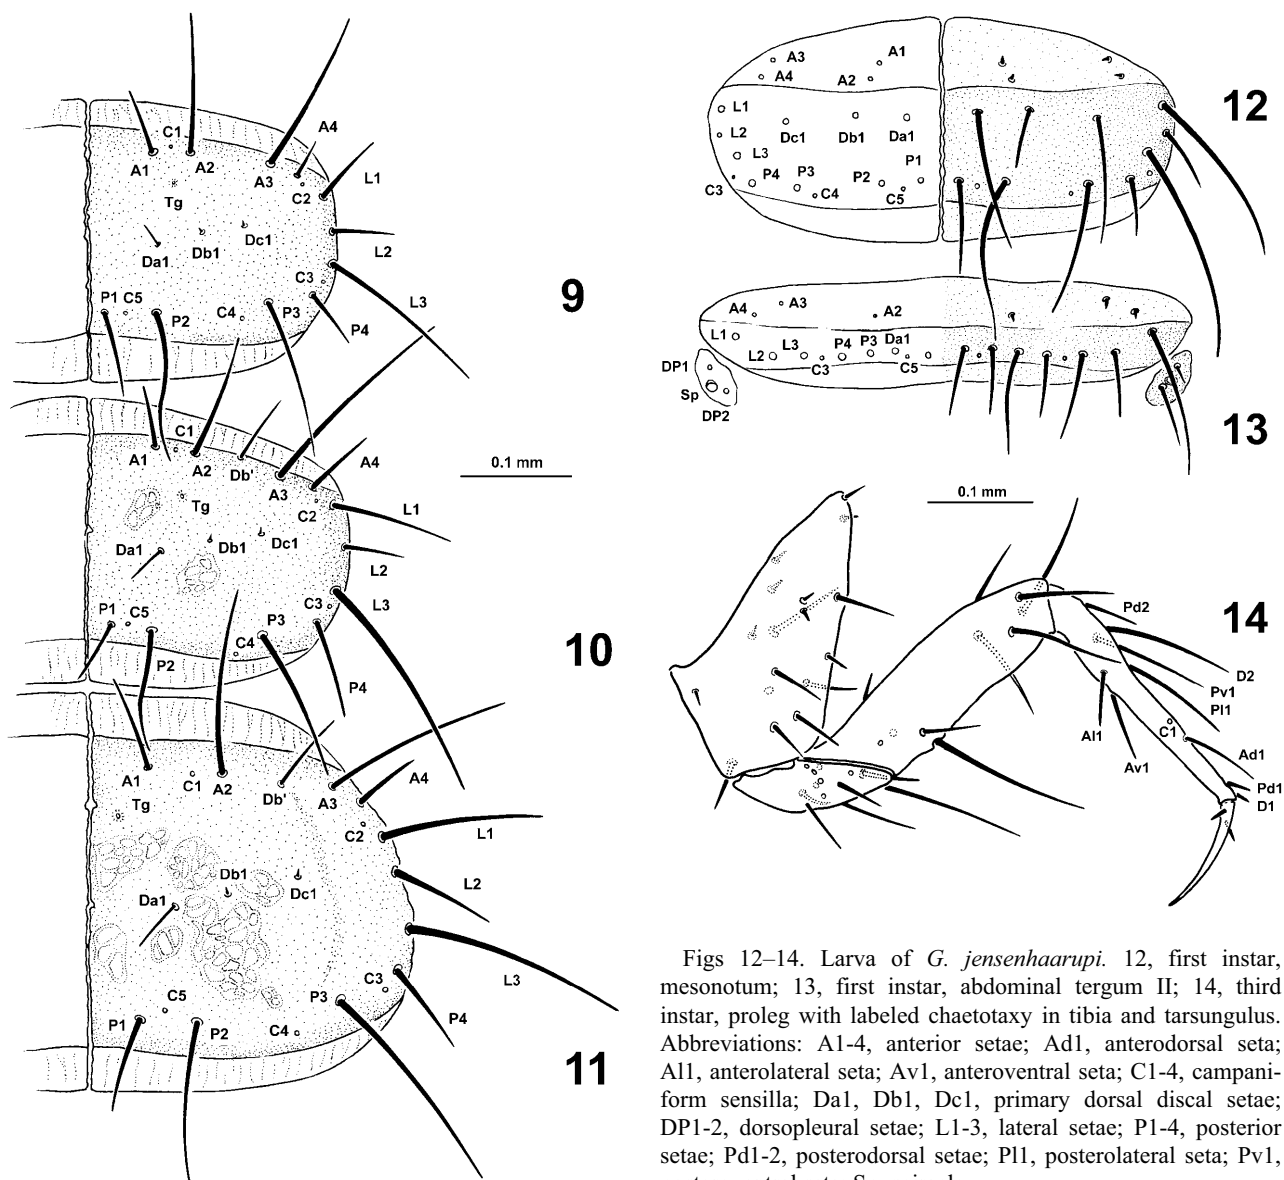 A1
C1
A2
A3
A4
L1
C2
Tg
Da1
Db1
Dc1
L2
C3
L3
P1
C5
P2
C4
P3
P4
9
A1
C1
A2
Db'
A3
A4
Tg
C2
L1
Da1
Db1
Dc1
L2
L3
P1
C5
P2
C4
P3
C3
P4
10
0.1 mm
A1
C1
A2
Db'
A3
A4
Tg
C2
L1
Db1
Dc1
L2
Da1
L3
C3
C5
P1
P2
C4
P3
P4
11
A3
A1
A4
A2
L1
L2
Dc1
Db1
Da1
L3
P4
P3
P2
P1
C3
C4
C5
12
A4
A3
A2
L1
L2
L3
C3
P4
P3
Da1
C5
DP1
Sp
DP2
13
0.1 mm
14
Pd2
D2
Pv1
Pl1
Al1
Av1
C1
Ad1
Pd1
D1
Figs 12–14. Larva of G. jensenhaarupi. 12, first instar,
mesonotum; 13, first instar, abdominal tergum II; 14, third
instar, proleg with labeled chaetotaxy in tibia and tarsungulus.
Abbreviations: A1-4, anterior setae; Ad1, anterodorsal seta;
Al1, anterolateral seta; Av1, anteroventral seta; C1-4, campani-
form sensilla; Da1, Db1, Dc1, primary dorsal discal setae;
DP1-2, dorsopleural setae; L1-3, lateral setae; P1-4, posterior
setae; Pd1-2, posterodorsal setae; Pl1, posterolateral seta; Pv1,